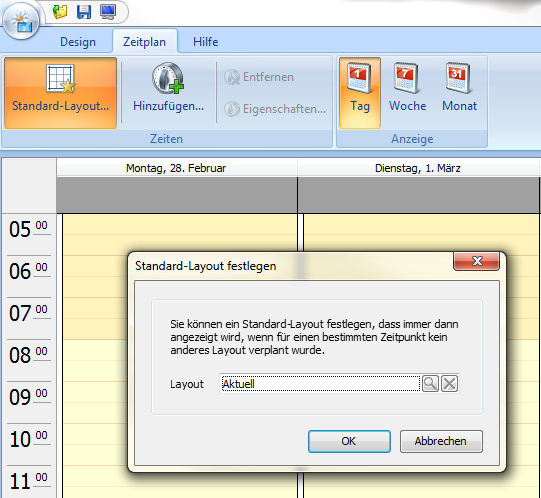 Design Zeitplan Hilfe
Standard-Layout...
Hinzufügen...
Entfernen
Eigenschaften...
Zeiten
1
Tag
7
Woche
31
Monat
Anzeige
Montag, 28. Februar
Dienstag, 1. März
05 00
06 00
07 00
08 00
09 00
10 00
11 00
Standard-Layout festlegen
Sie können ein Standard-Layout festlegen, dass immer dann
angezeigt wird, wenn für einen bestimmten Zeitpunkt kein
anderes Layout verplant wurde.
Layout Aktuell
OK Abbrechen